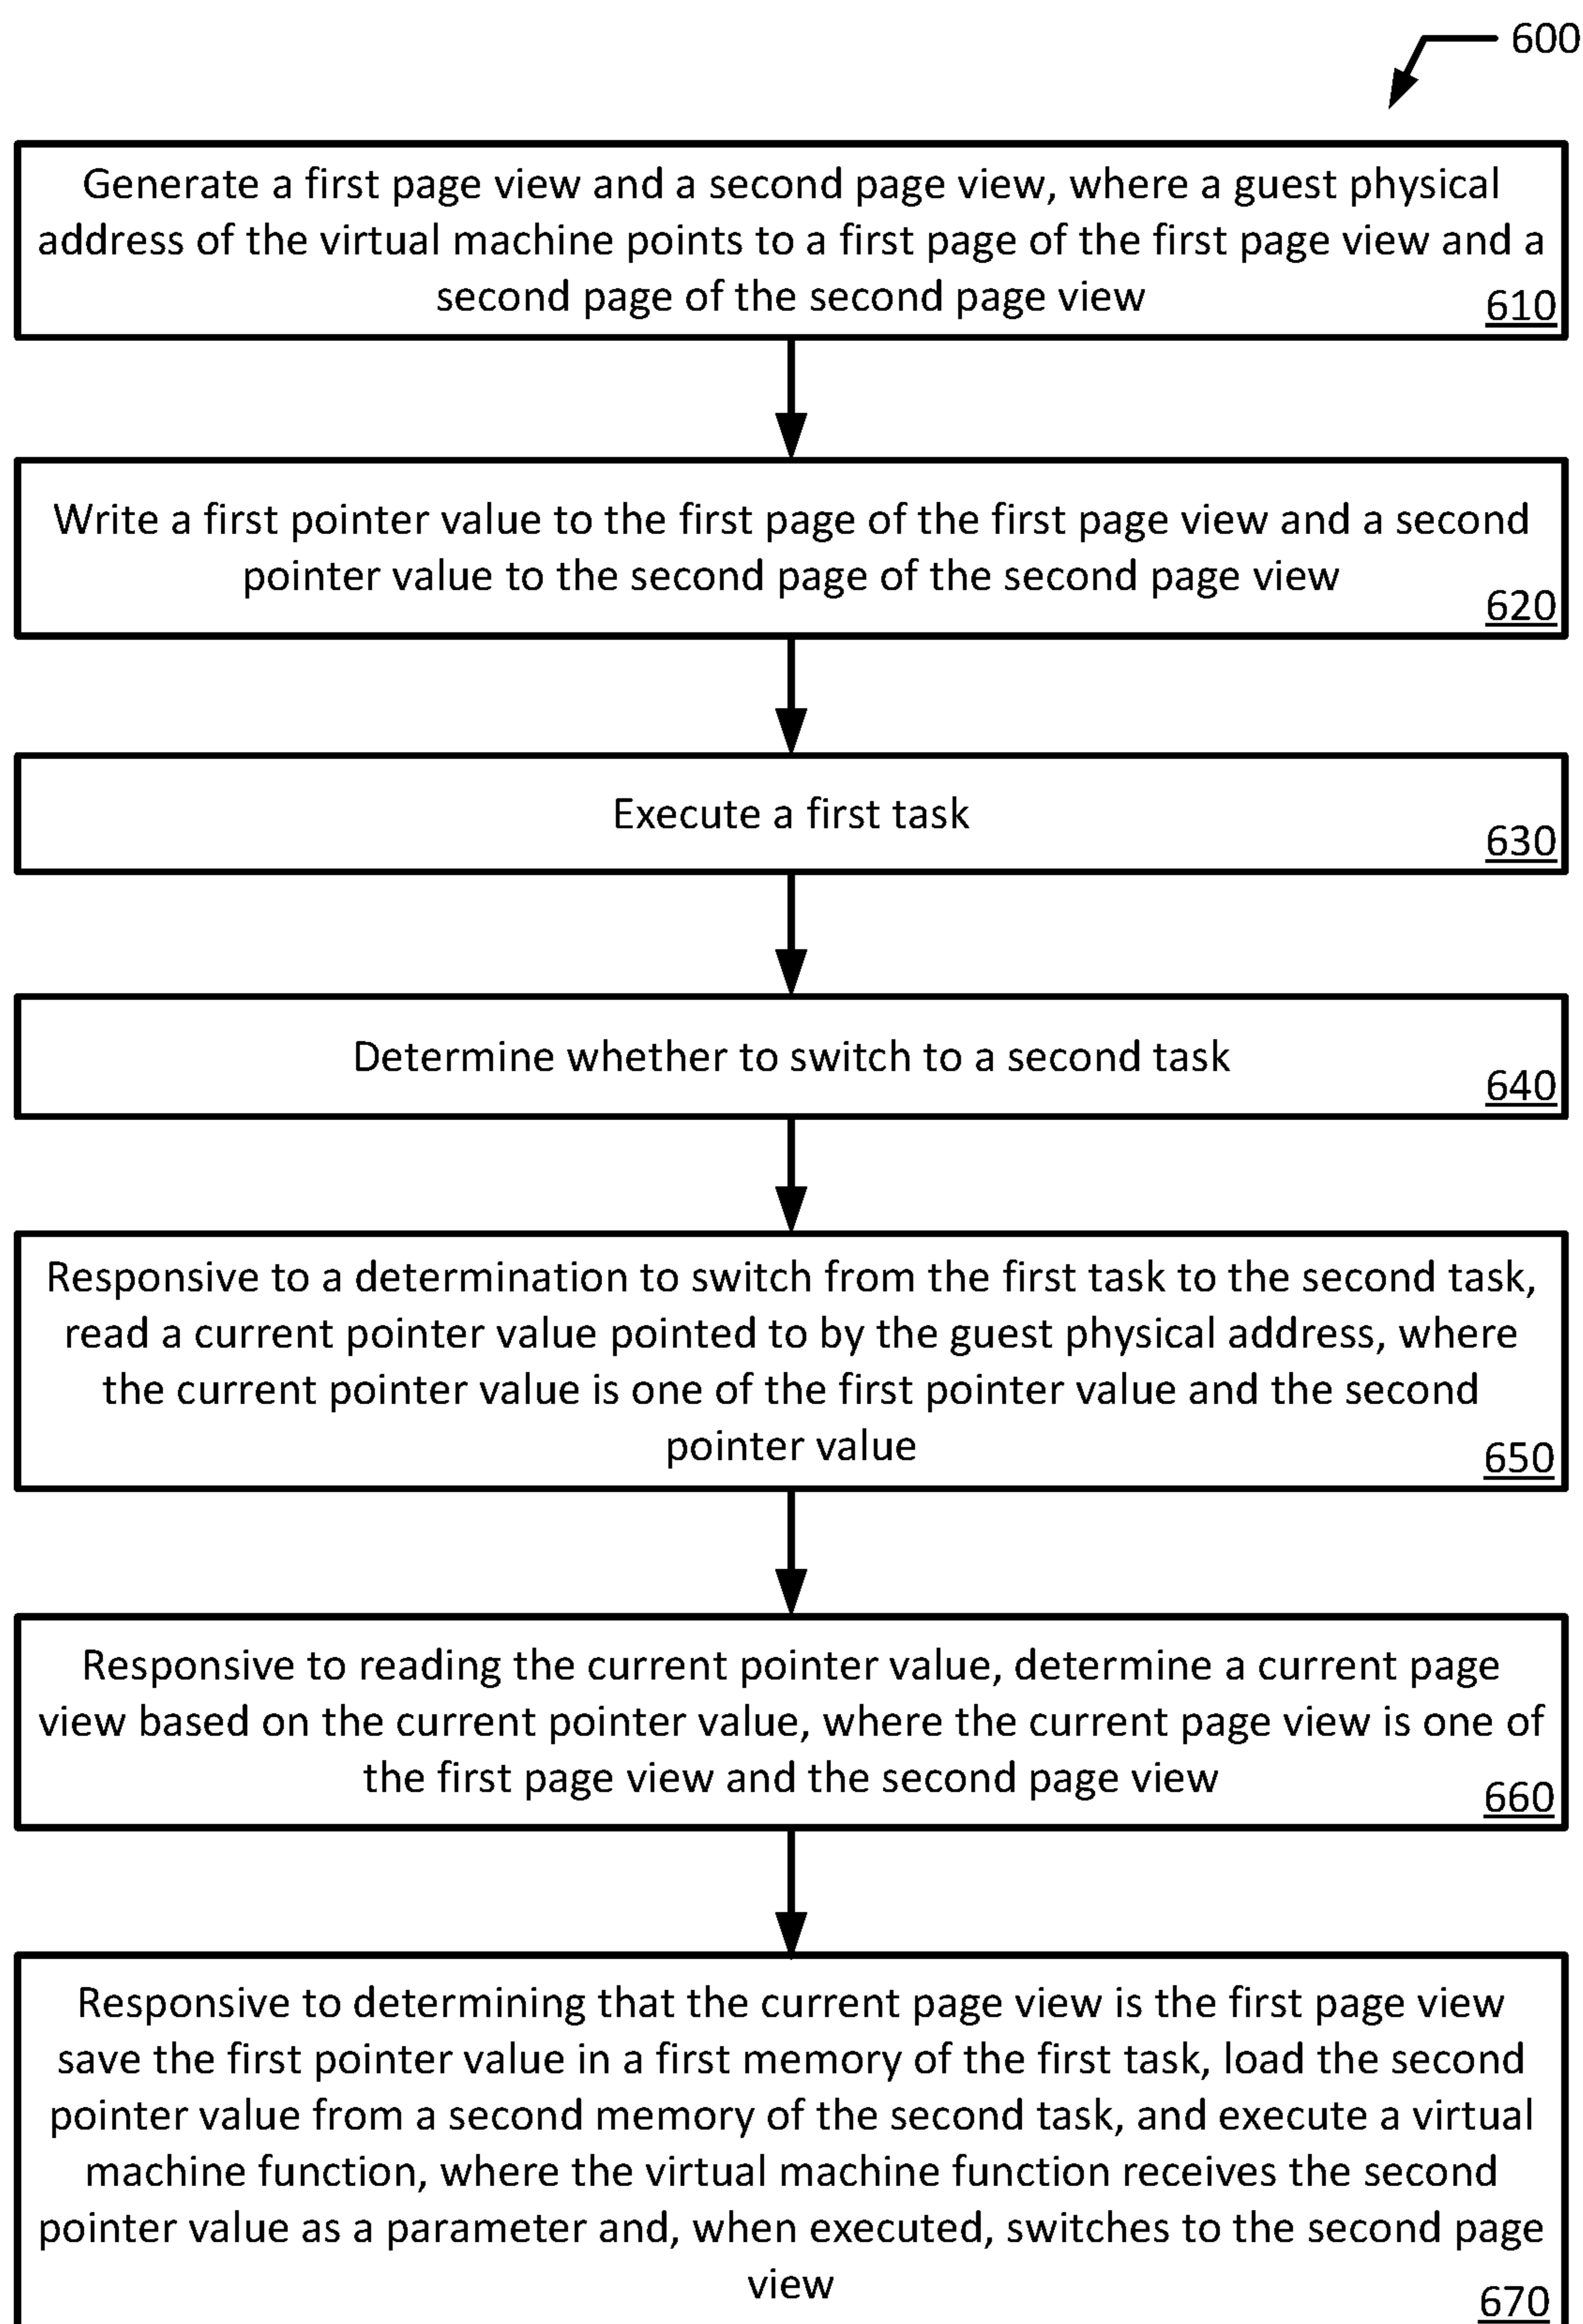 600
Generate a first page view and a second page view, where a guest physical
address of the virtual machine points to a first page of the first page view and a
second page of the second page view
610
Write a first pointer value to the first page of the first page view and a second
pointer value to the second page of the second page view
620
Execute a first task
630
Determine whether to switch to a second task
640
Responsive to a determination to switch from the first task to the second task,
read a current pointer value pointed to by the guest physical address, where
the current pointer value is one of the first pointer value and the second
pointer value
650
Responsive to reading the current pointer value, determine a current page
view based on the current pointer value, where the current page view is one of
the first page view and the second page view
660
Responsive to determining that the current page view is the first page view
save the first pointer value in a first memory of the first task, load the second
pointer value from a second memory of the second task, and execute a virtual
machine function, where the virtual machine function receives the second
pointer value as a parameter and, when executed, switches to the second page
view
670